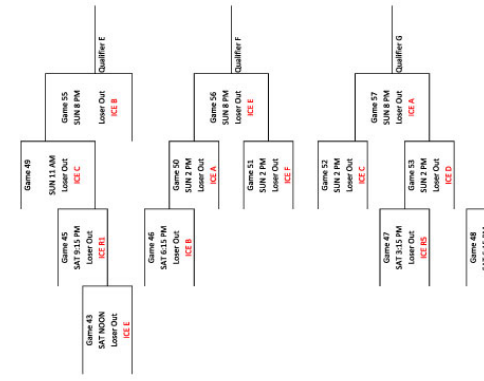 Qualifier E
Game 55
SUN 8 PM
Loser Out
ICE B
Game 49
SUN 11 AM
Loser Out
ICE C
Game 45
SAT 9:15 PM
Loser Out
ICE R1
Game 43
SAT NOON
Loser Out
ICE E
Qualifier F
Game 56
SUN 8 PM
Loser Out
ICE E
Game 50
SUN 2 PM
Loser Out
ICE A
Game 51
SUN 2 PM
Loser Out
ICE F
Game 46
SAT 6:15 PM
Loser Out
ICE B
Qualifier G
Game 57
SUN 8 PM
Loser Out
ICE A
Game 52
SUN 2 PM
Loser Out
ICE C
Game 53
SUN 2 PM
Loser Out
ICE D
Game 47
SAT 3:15 PM
Loser Out
ICE R5
Game 48